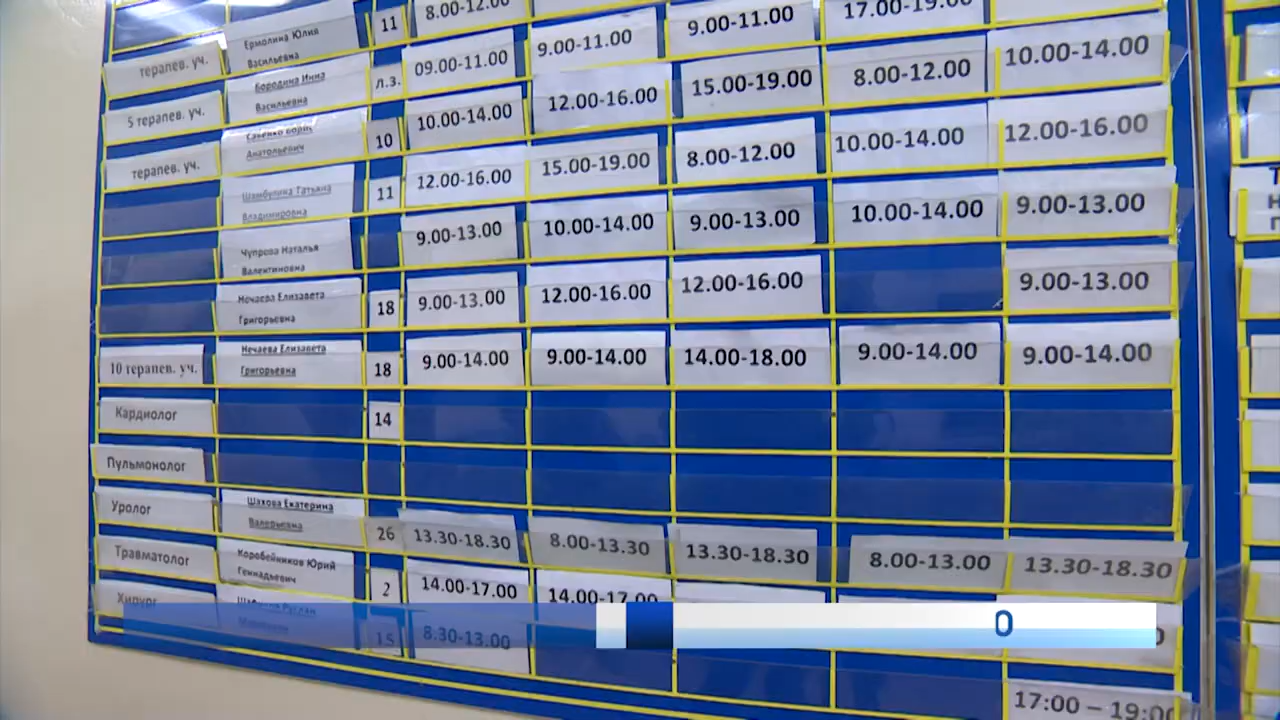 11 8.00-12.00 9.00-11.00 17.00-19.00
терапев. уч. Ермолина Юлия
Васильевна
л.з. 09.00-11.00 9.00-11.00 15.00-19.00 8.00-12.00 10.00-14.00
5 терапев. уч. Бородина Инна
Васильевна
10 10.00-14.00 12.00-16.00 8.00-12.00 10.00-14.00 12.00-16.00
терапев. уч. Борис
Анатольевич
11 12.00-16.00 15.00-19.00 9.00-13.00 10.00-14.00 9.00-13.00
Татьяна
Владимировна
9.00-13.00 10.00-14.00 12.00-16.00 9.00-13.00
Чупрова Наталья
Валентиновна
Нечаева Елизавета
Григорьевна
18 9.00-13.00 12.00-16.00
10 терапев. уч. Нечаева Елизавета
Григорьевна
18 9.00-14.00 9.00-14.00 14.00-18.00 9.00-14.00 9.00-14.00
Кардиолог 14
Пульмонолог
Уролог Шахова Екатерина
Валерьевна
26 13.30-18.30 8.00-13.30 13.30-18.30 8.00-13.00 13.30-18.30
Травматолог Коробейников Юрий
Геннадьевич
2 14.00-17.00 14.00-17.00
Хирург
15 8.30-13.00
0
17:00 – 19:00